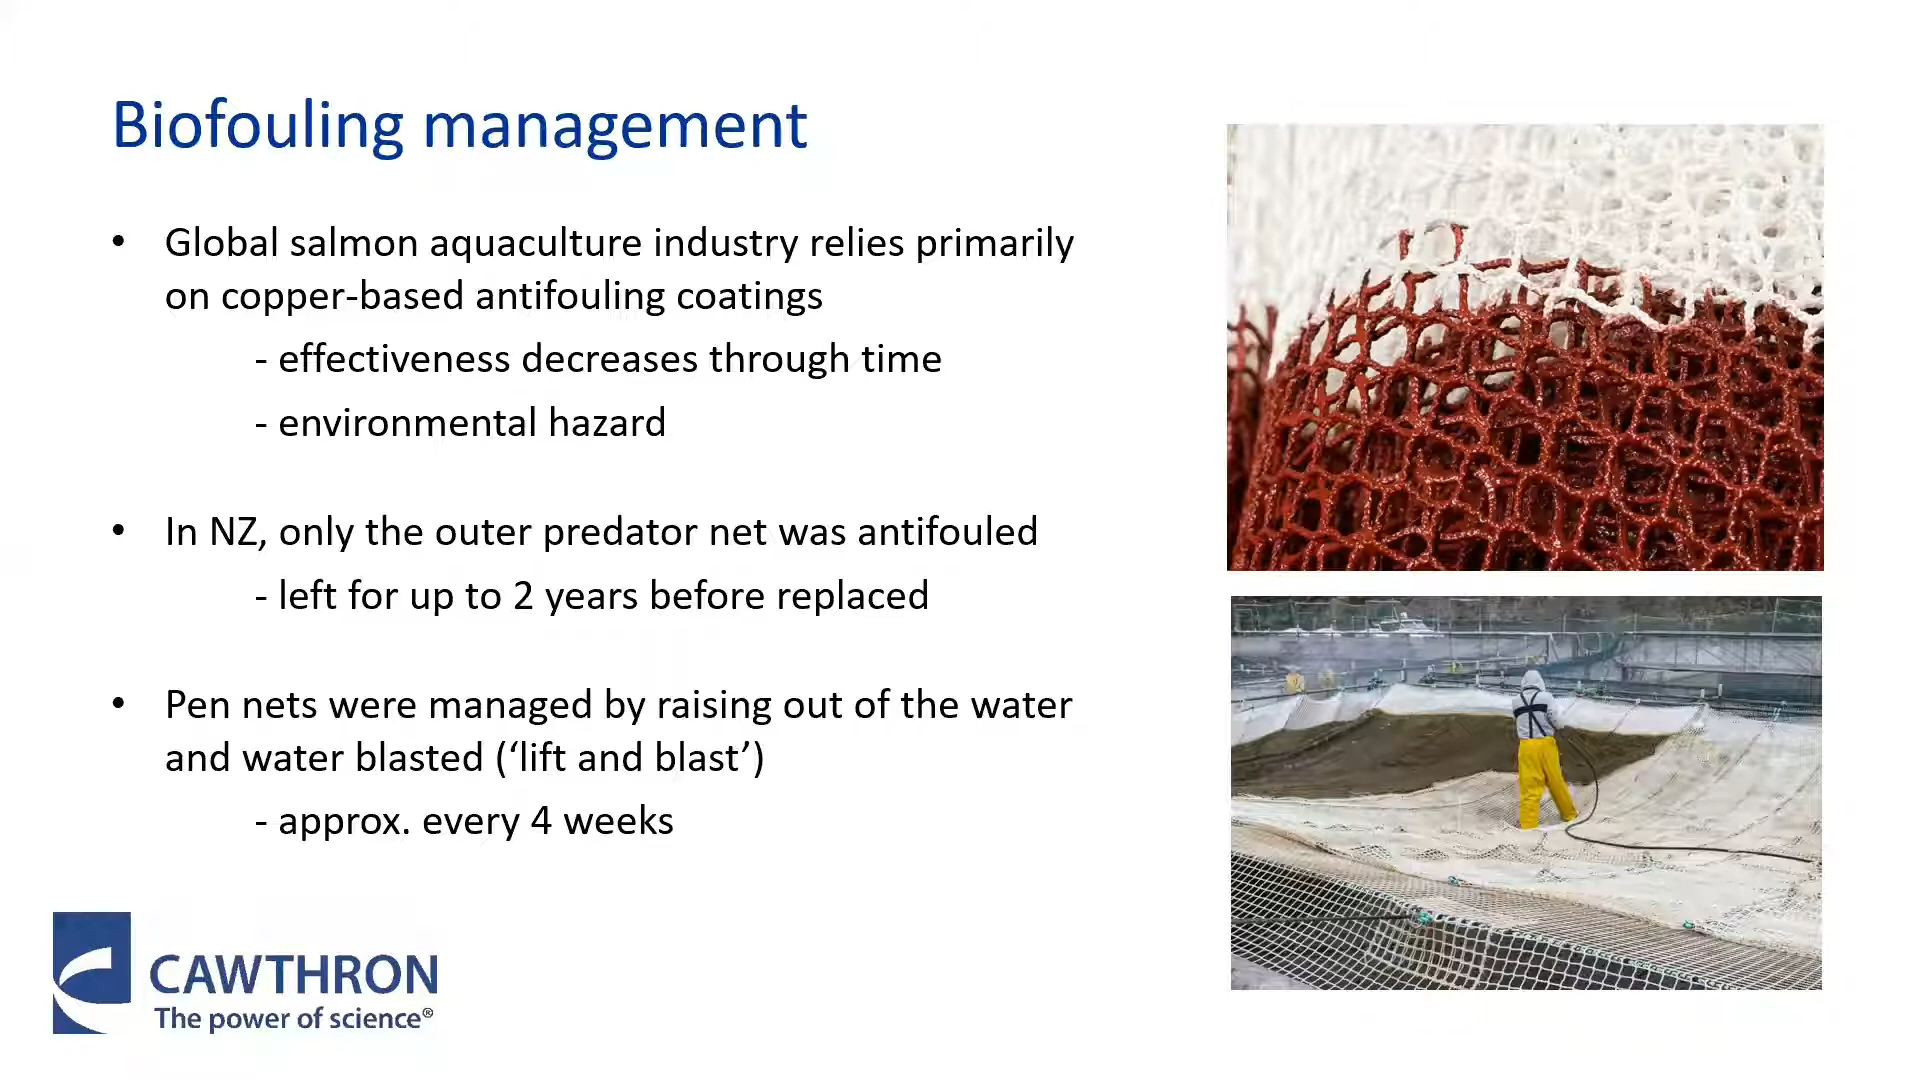 Biofouling management
• Global salmon aquaculture industry relies primarily
on copper-based antifouling coatings
- effectiveness decreases through time
- environmental hazard
• In NZ, only the outer predator net was antifouled
- left for up to 2 years before replaced
• Pen nets were managed by raising out of the water
and water blasted (‘lift and blast’)
- approx. every 4 weeks
CAWTHRON
The power of science®